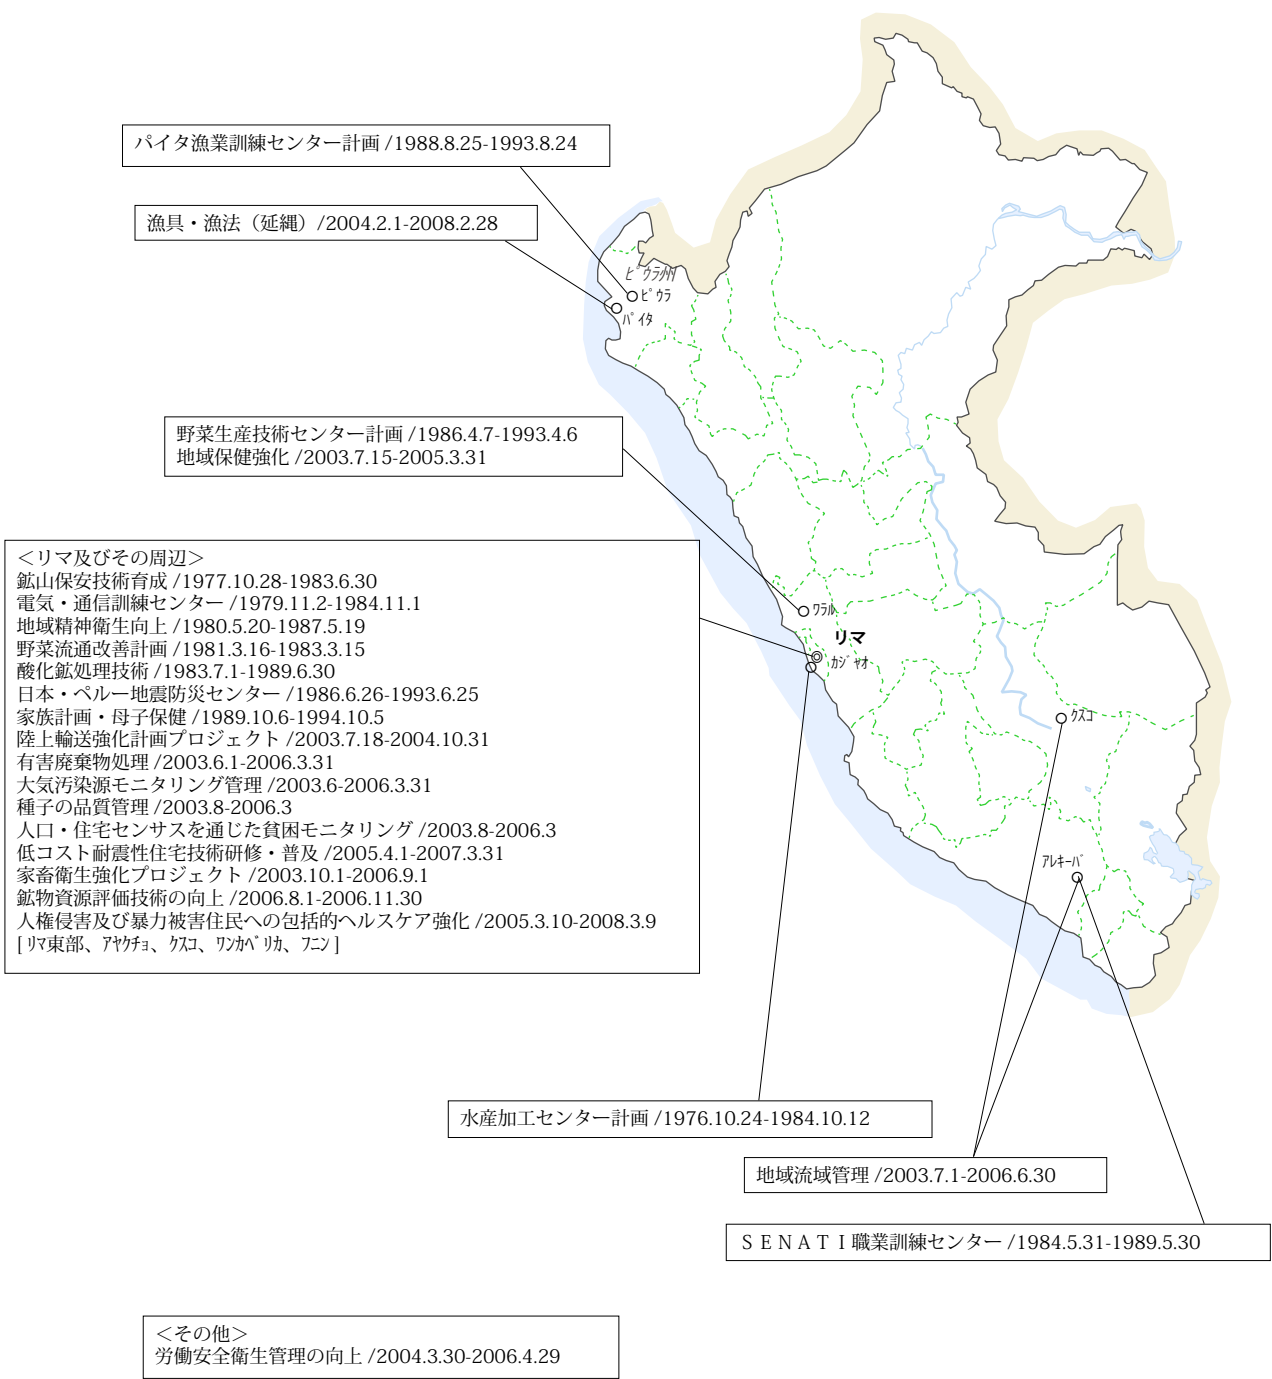 パイタ漁業訓練センター計画 /1988.8.25-1993.8.24
漁具・漁法（延縄）/2004.2.1-2008.2.28
ﾋﾟｳﾗ州
ﾋﾟｳﾗ
ﾊﾟｲﾀ
野菜生産技術センター計画 /1986.4.7-1993.4.6
地域保健強化 /2003.7.15-2005.3.31
＜リマ及びその周辺＞
鉱山保安技術育成 /1977.10.28-1983.6.30
電気・通信訓練センター /1979.11.2-1984.11.1
地域精神衛生向上 /1980.5.20-1987.5.19
野菜流通改善計画 /1981.3.16-1983.3.15
酸化鉱処理技術 /1983.7.1-1989.6.30
日本・ペルー地震防災センター /1986.6.26-1993.6.25
家族計画・母子保健 /1989.10.6-1994.10.5
陸上輸送強化計画プロジェクト /2003.7.18-2004.10.31
有害廃棄物処理 /2003.6.1-2006.3.31
大気汚染源モニタリング管理 /2003.6-2006.3.31
種子の品質管理 /2003.8-2006.3
人口・住宅センサスを通じた貧困モニタリング /2003.8-2006.3
低コスト耐震性住宅技術研修・普及 /2005.4.1-2007.3.31
家畜衛生強化プロジェクト /2003.10.1-2006.9.1
鉱物資源評価技術の向上 /2006.8.1-2006.11.30
人権侵害及び暴力被害住民への包括的ヘルスケア強化 /2005.3.10-2008.3.9
[ ﾘﾏ東部、ｱﾔｸﾁｮ、ｸｽｺ、ﾜﾝｶﾍﾞﾘｶ、ﾌﾆﾝ ]
ﾜﾗﾙ
リマ
ｶｼﾞｬｵ
ｸｽｺ
ｱﾚｷｰﾊﾞ
水産加工センター計画 /1976.10.24-1984.10.12
地域流域管理 /2003.7.1-2006.6.30
ＳＥＮＡＴＩ職業訓練センター /1984.5.31-1989.5.30
＜その他＞
労働安全衛生管理の向上 /2004.3.30-2006.4.29